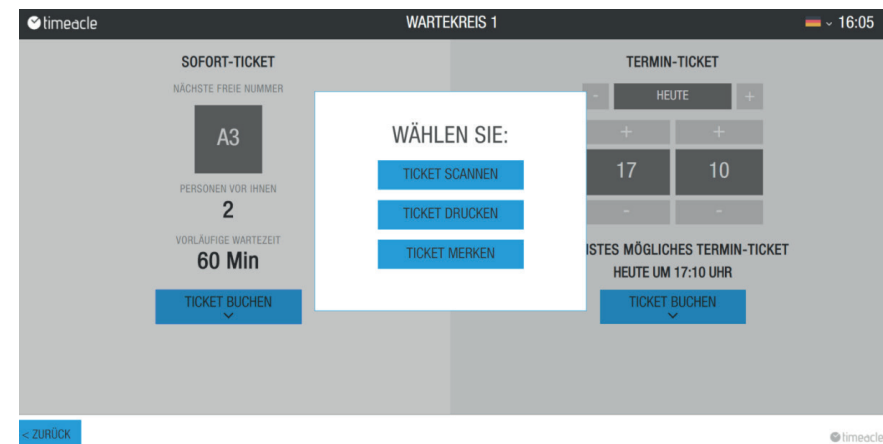 timeacle
WARTEKREIS 1
16:05
SOFORT-TICKET
NÄCHSTE FREIE NUMMER
A3
PERSONEN VOR IHNEN
2
VORLÄUFIGE WARTEZEIT
60 Min
TICKET BUCHEN
WÄHLEN SIE:
TICKET SCANNEN
TICKET DRUCKEN
TICKET MERKEN
TERMIN-TICKET
- HEUTE +
+ +
17 10
- -
MÖGLICHES TERMIN-TICKET
HEUTE UM 17:10 UHR
TICKET BUCHEN
< ZURÜCK
timeacle